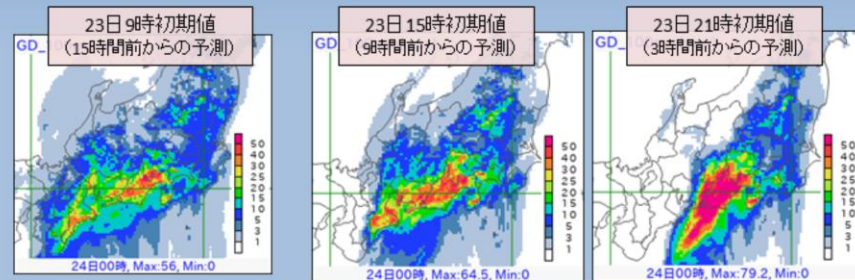 23日9時初期値
（15時間前からの予測）
GD_
50
40
30
25
20
15
10
5
3
1
24日00時, Max:56, Min:0
23日15時初期値
（9時間前からの予測）
GD_
50
40
30
25
20
15
10
5
3
1
24日00時, Max:64.5, Min:0
23日21時初期値
（3時間前からの予測）
GD_
50
40
30
25
20
15
10
5
3
1
24日00時, Max:79.2, Min:0